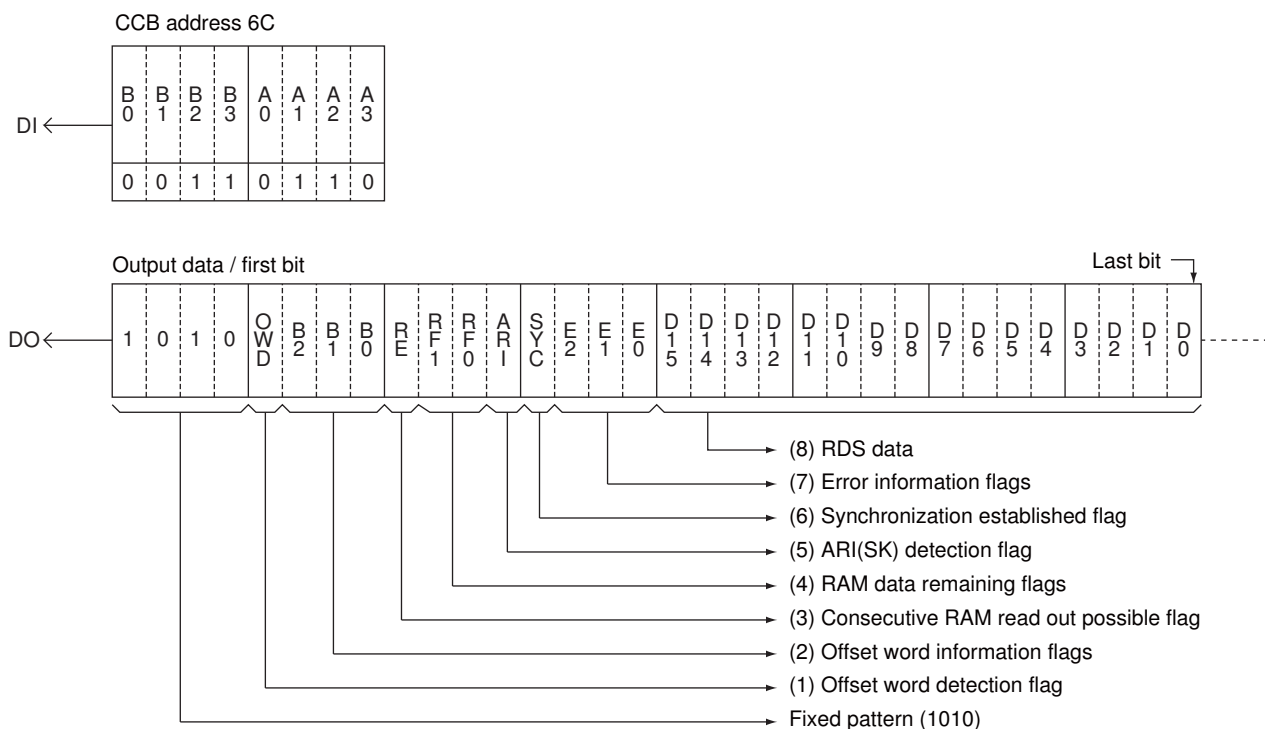 CCB address 6C
B0 B1 B2 B3 A0 A1 A2 A3
DI
0 0 1 1 0 1 1 0
Output data / first bit
Last bit
DO
1 0 1 0 OWD B2 B1 B0 RE RF1 RF0 ARI SYC E2 E1 E0 D15 D14 D13 D12 D11 D10 D9 D8 D7 D6 D5 D4 D3 D2 D1 D0
(8) RDS data
(7) Error information flags
(6) Synchronization established flag
(5) ARI(SK) detection flag
(4) RAM data remaining flags
(3) Consecutive RAM read out possible flag
(2) Offset word information flags
(1) Offset word detection flag
Fixed pattern (1010)